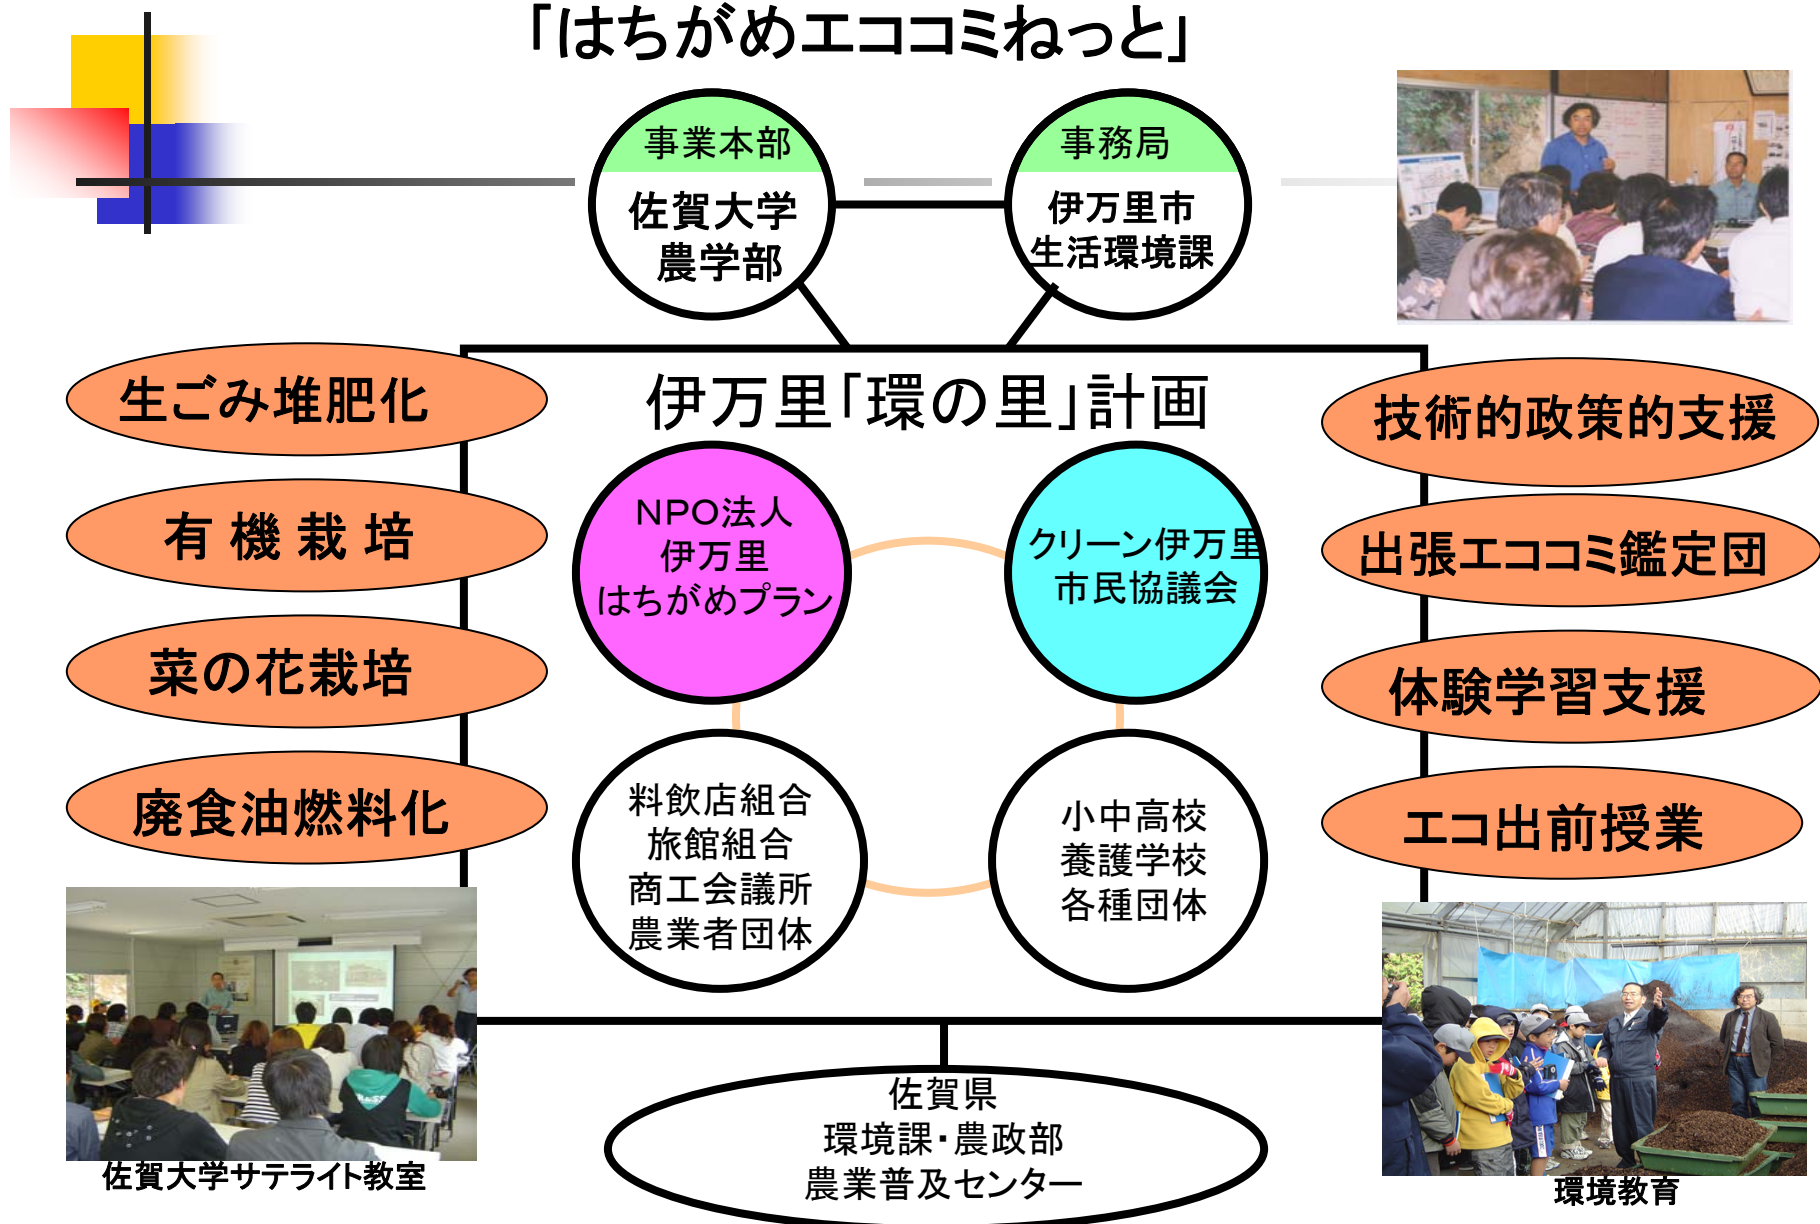 「はちがめエココミねっと」
事業本部
佐賀大学
農学部
事務局
伊万里市
生活環境課
伊万里「環の里」計画
生ごみ堆肥化
有機栽培
菜の花栽培
廃食油燃料化
NPO法人
伊万里
はちがめプラン
クリーン伊万里
市民協議会
料飲店組合
旅館組合
商工会議所
農業者団体
小中高校
養護学校
各種団体
技術的政策的支援
出張エココミ鑑定団
体験学習支援
エコ出前授業
佐賀大学サテライト教室
佐賀県
環境課・農政部
農業普及センター
環境教育